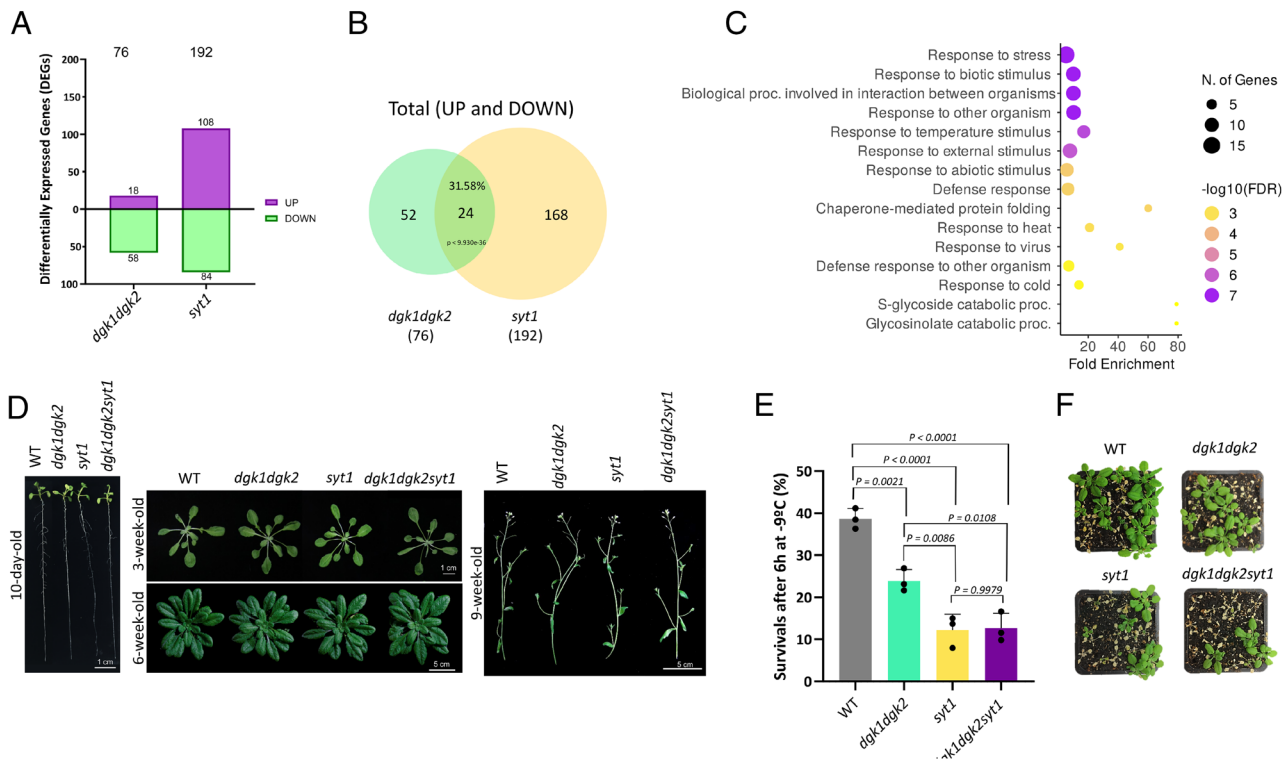 A
76
192
Differentially Expressed Genes (DEGs)
200
150
100
50
0
50
100
108
18
58
84
UP
DOWN
dgk1dgk2
syt1
B
Total (UP and DOWN)
31.58%
52
24
168
p < 9.930e-36
dgk1dgk2
(76)
syt1
(192)
C
Response to stress
Response to biotic stimulus
Biological proc. involved in interaction between organisms
Response to other organism
Response to temperature stimulus
Response to external stimulus
Response to abiotic stimulus
Defense response
Chaperone-mediated protein folding
Response to heat
Response to virus
Defense response to other organism
Response to cold
S-glycoside catabolic proc.
Glycosinolate catabolic proc.
20 40 60 80
Fold Enrichment
N. of Genes
5
10
15
-log10(FDR)
3
4
5
6
7
D
WT
dgk1dgk2
syt1
dgk1dgk2syt1
10-day-old
1 cm
WT dgk1dgk2 syt1 dgk1dgk2syt1
3-week-old
1 cm
6-week-old
5 cm
WT
dgk1dgk2
syt1
dgk1dgk2syt1
9-week-old
5 cm
E
Survivals after 6h at -9ºC (%)
50
40
30
20
10
0
P < 0.0001
P < 0.0001
P = 0.0021
P = 0.0108
P = 0.0086
P = 0.9979
WT
dgk1dgk2
syt1
gk1dgk2syt1
F
WT
dgk1dgk2
syt1
dgk1dgk2syt1